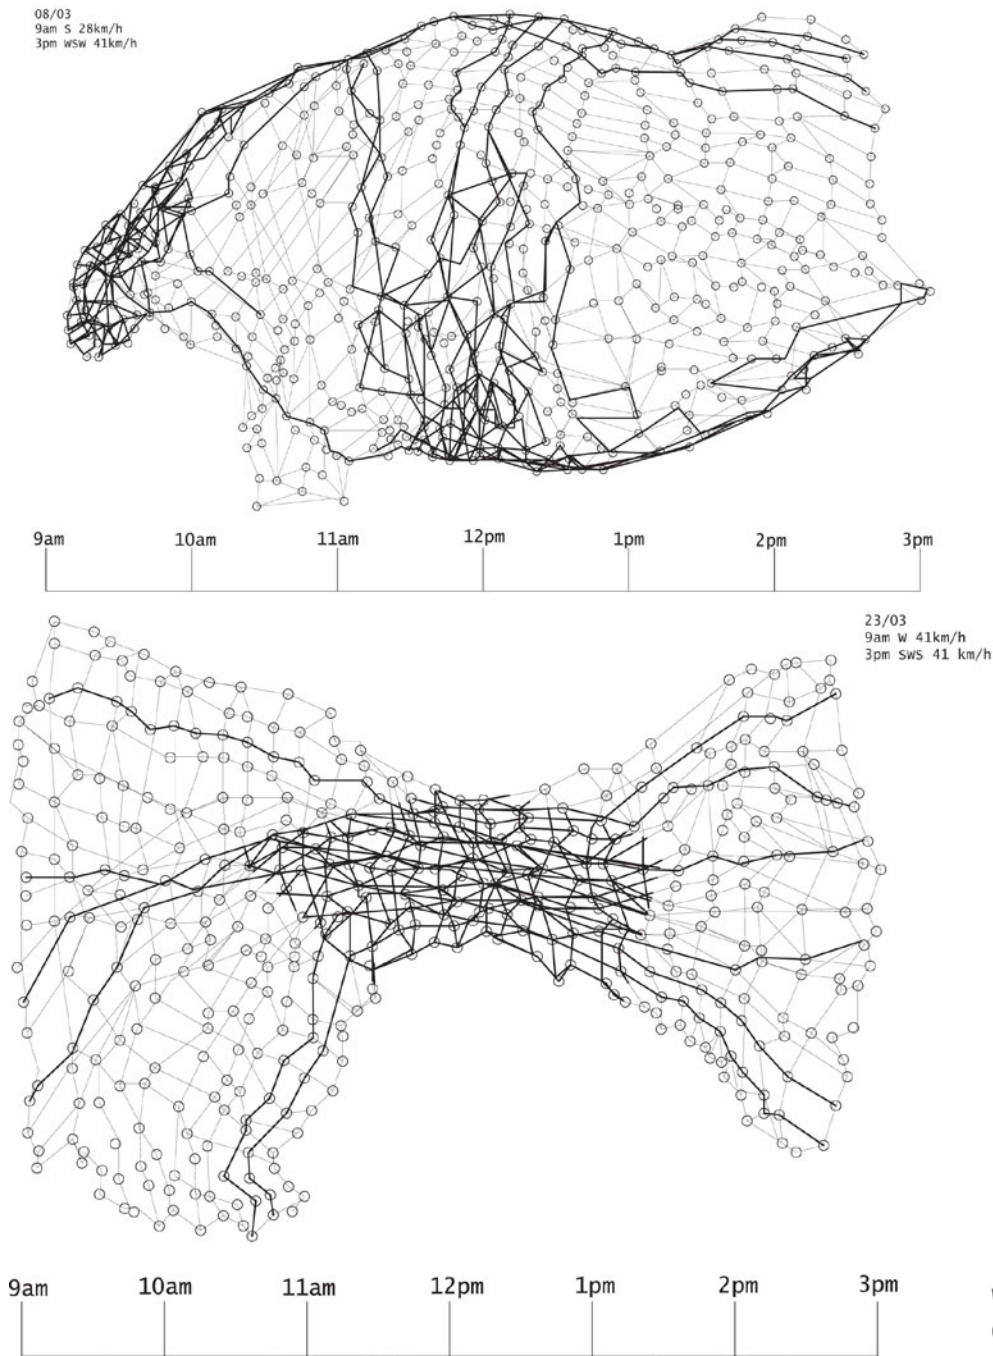 08/03
9am S 28km/h
3pm WSW 41km/h
9am 10am 11am 12pm 1pm 2pm 3pm
23/03
9am W 41km/h
3pm SWS 41 km/h
9am 10am 11am 12pm 1pm 2pm 3pm